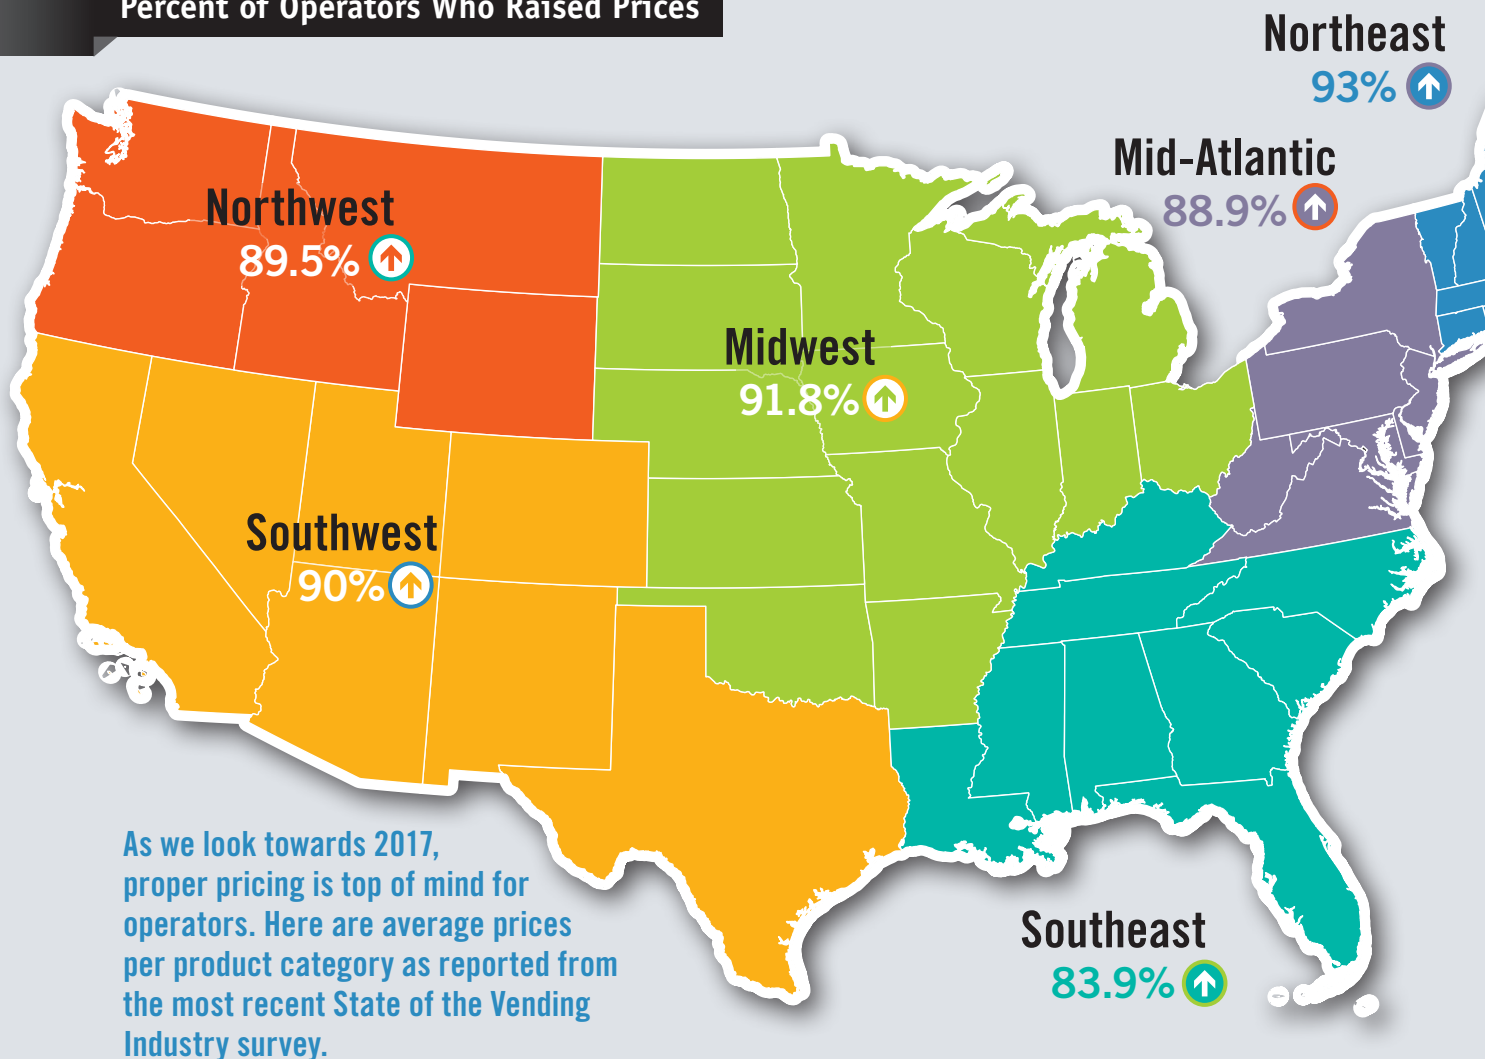 Percent of Operators Who Raised Prices
Northeast
93%
Mid-Atlantic
88.9%
Northwest
89.5%
Midwest
91.8%
Southwest
90%
As we look towards 2017,
proper pricing is top of mind for
operators. Here are average prices
per product category as reported from
the most recent State of the Vending
Industry survey.
Southeast
83.9%